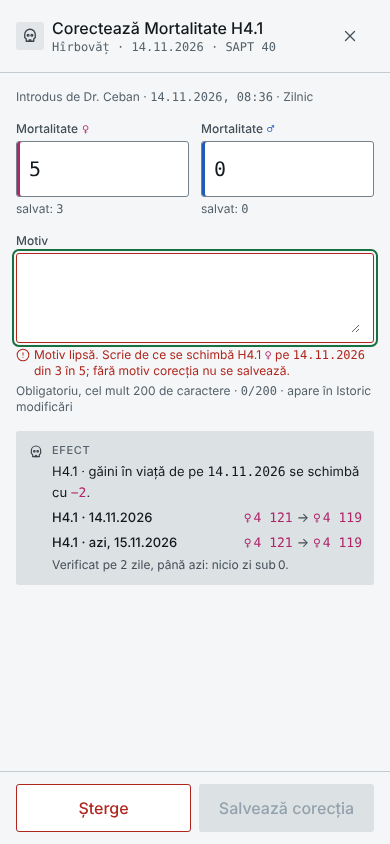 Corectează Mortalitate H4.1
Hîrbovăț · 14.11.2026 · SAPT 40
Introdus de Dr. Ceban · 14.11.2026, 08:36 · Zilnic
Mortalitate ♀ Mortalitate ♂
5 0
salvat: 3 salvat: 0
Motiv
Motiv lipsă. Scrie de ce se schimbă H4.1 ♀ pe 14.11.2026
din 3 în 5; fără motiv corecția nu se salvează.
Obligatoriu, cel mult 200 de caractere · 0/200 · apare în Istoric
modificări
EFECT
H4.1 · găini în viață de pe 14.11.2026 se schimbă
cu −2.
H4.1 · 14.11.2026 ♀4 121 → ♀4 119
H4.1 · azi, 15.11.2026 ♀4 121 → ♀4 119
Verificat pe 2 zile, până azi: nicio zi sub 0.
Șterge Salvează corecția